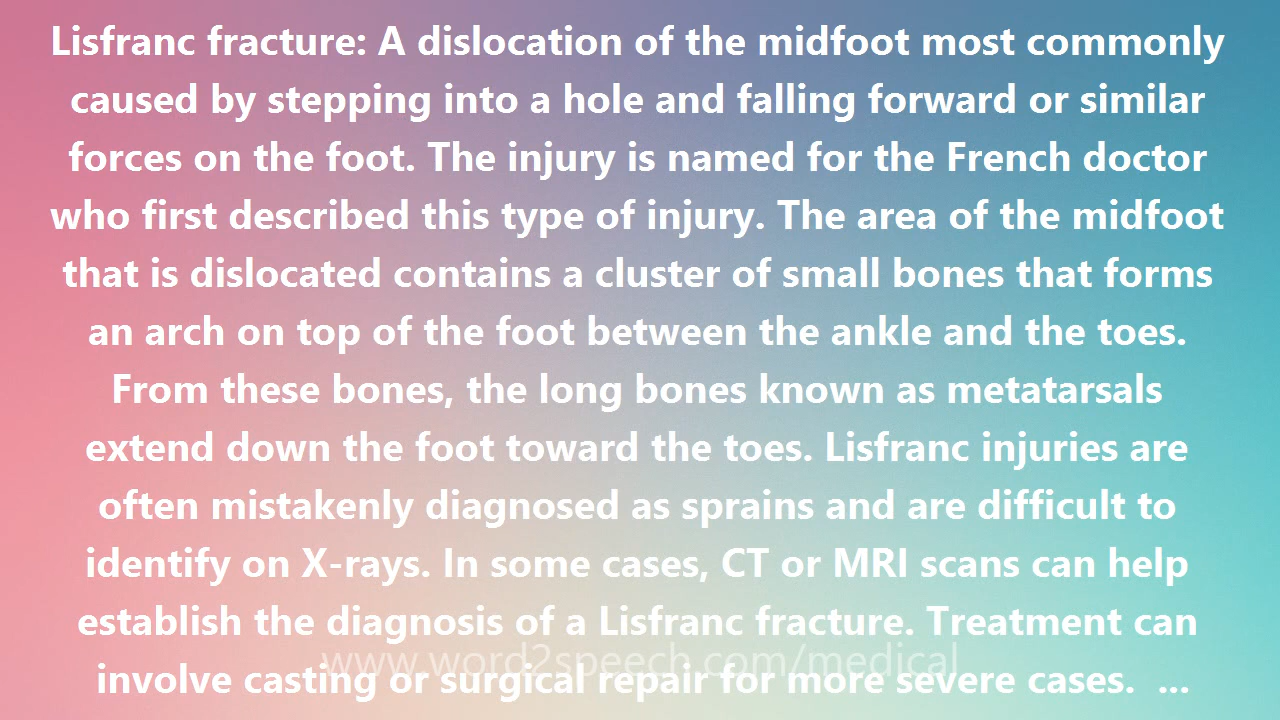 Lisfranc fracture: A dislocation of the midfoot most commonly
caused by stepping into a hole and falling forward or similar
forces on the foot. The injury is named for the French doctor
who first described this type of injury. The area of the midfoot
that is dislocated contains a cluster of small bones that forms
an arch on top of the foot between the ankle and the toes.
From these bones, the long bones known as metatarsals
extend down the foot toward the toes. Lisfranc injuries are
often mistakenly diagnosed as sprains and are difficult to
identify on X-rays. In some cases, CT or MRI scans can help
establish the diagnosis of a Lisfranc fracture. Treatment can
www.word2speech.com/medical
involve casting or surgical repair for more severe cases. ...